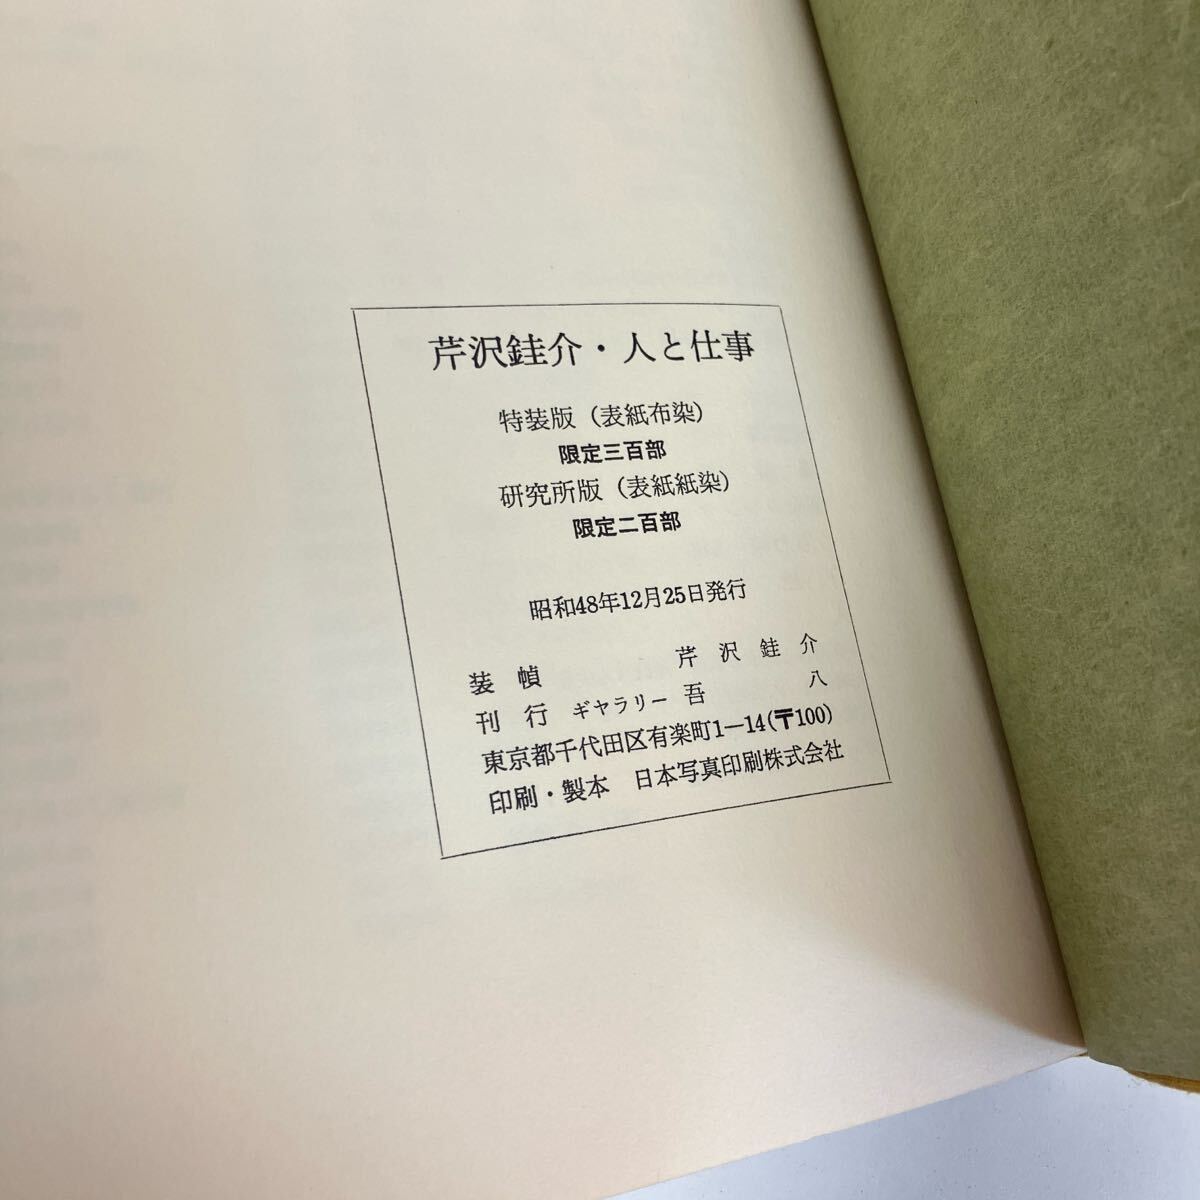 芹沢銈介・人と仕事
特装版（表紙布染）
限定三百部
研究所版（表紙紙染）
限定二百部
昭和48年12月25日発行
装幀 芹沢銈介
刊行 ギャラリー吾八
東京都千代田区有楽町1—14(〒100)
印刷・製本 日本写真印刷株式会社